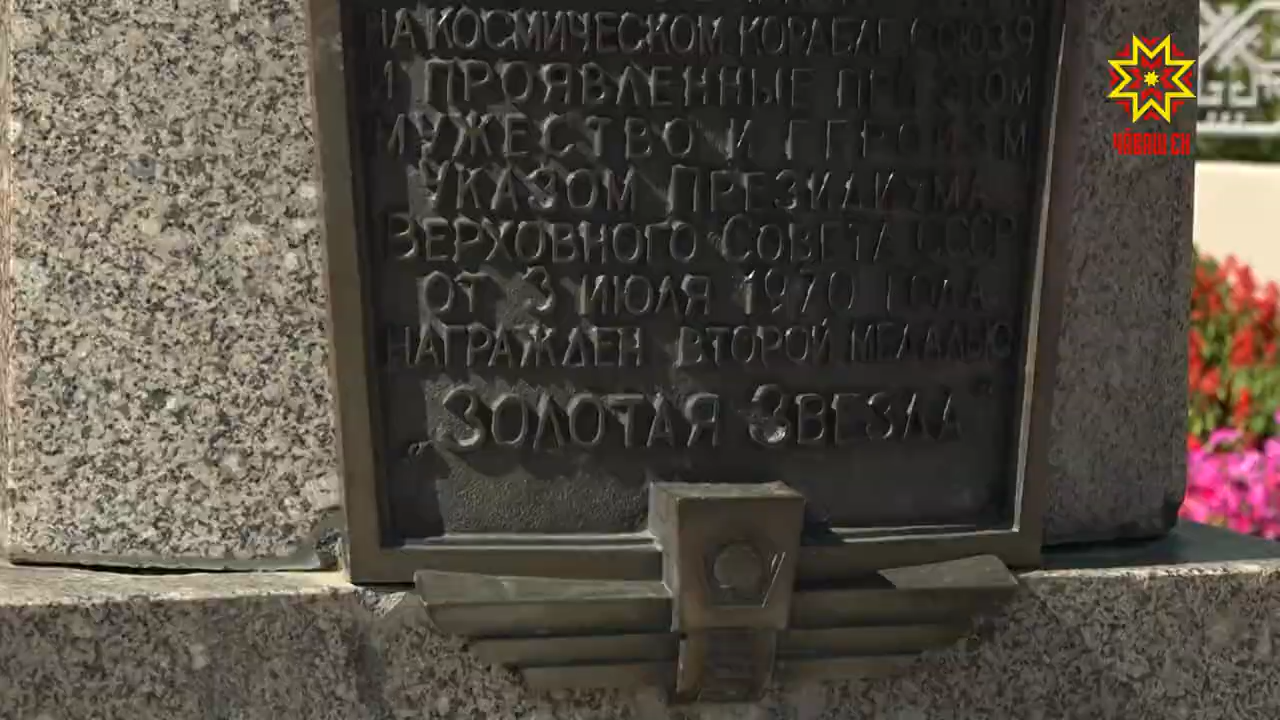 НА КОСМИЧЕСКОМ КОРАБЛЕ СОЮЗ 9
И ПРОЯВЛЕННЫЕ ПРИ ЭТОМ
МУЖЕСТВО И ГЕРОИЗМ
УКАЗОМ ПРЕЗИДИУМА
ВЕРХОВНОГО СОВЕТА СССР
ОТ 3 ИЮЛЯ 1970 ГОДА
НАГРАЖДЕН ВТОРОЙ МЕДАЛЬЮ
„ЗОЛОТАЯ ЗВЕЗДА"
ЧӐВАШ ЕН